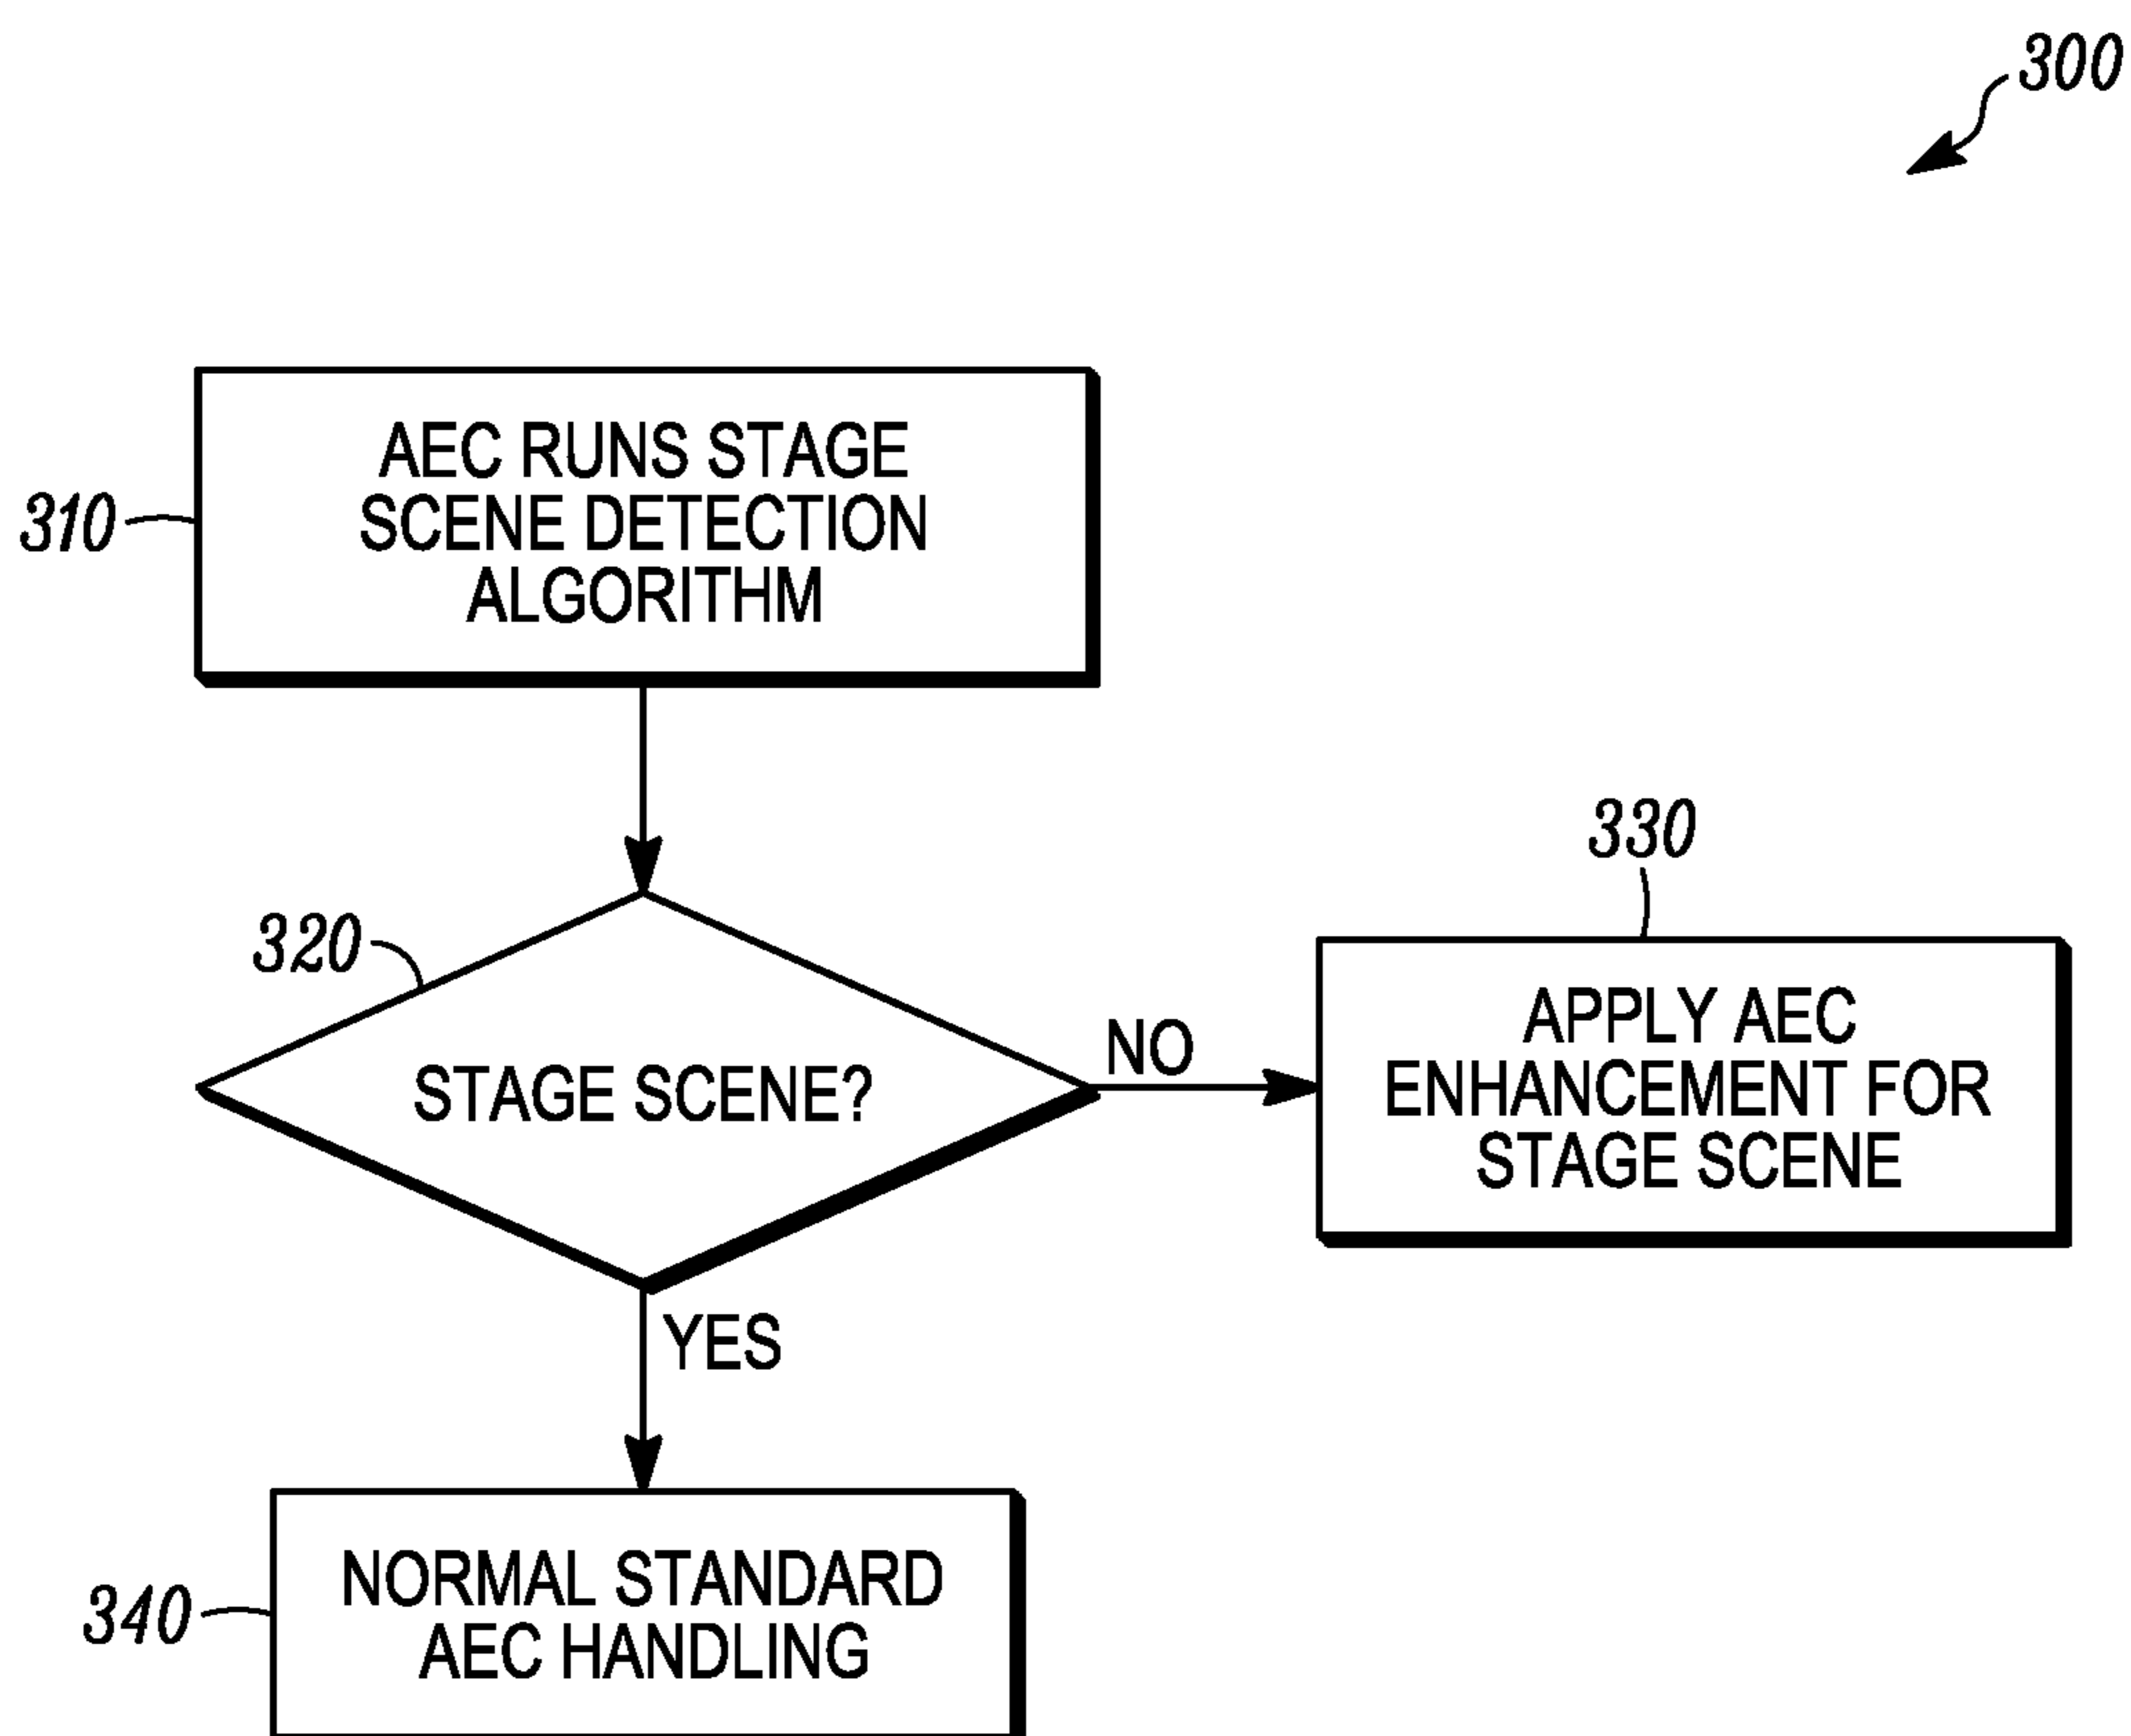 300
310
AEC RUNS STAGE
SCENE DETECTION
ALGORITHM
320
STAGE SCENE?
NO
330
APPLY AEC
ENHANCEMENT FOR
STAGE SCENE
YES
340
NORMAL STANDARD
AEC HANDLING